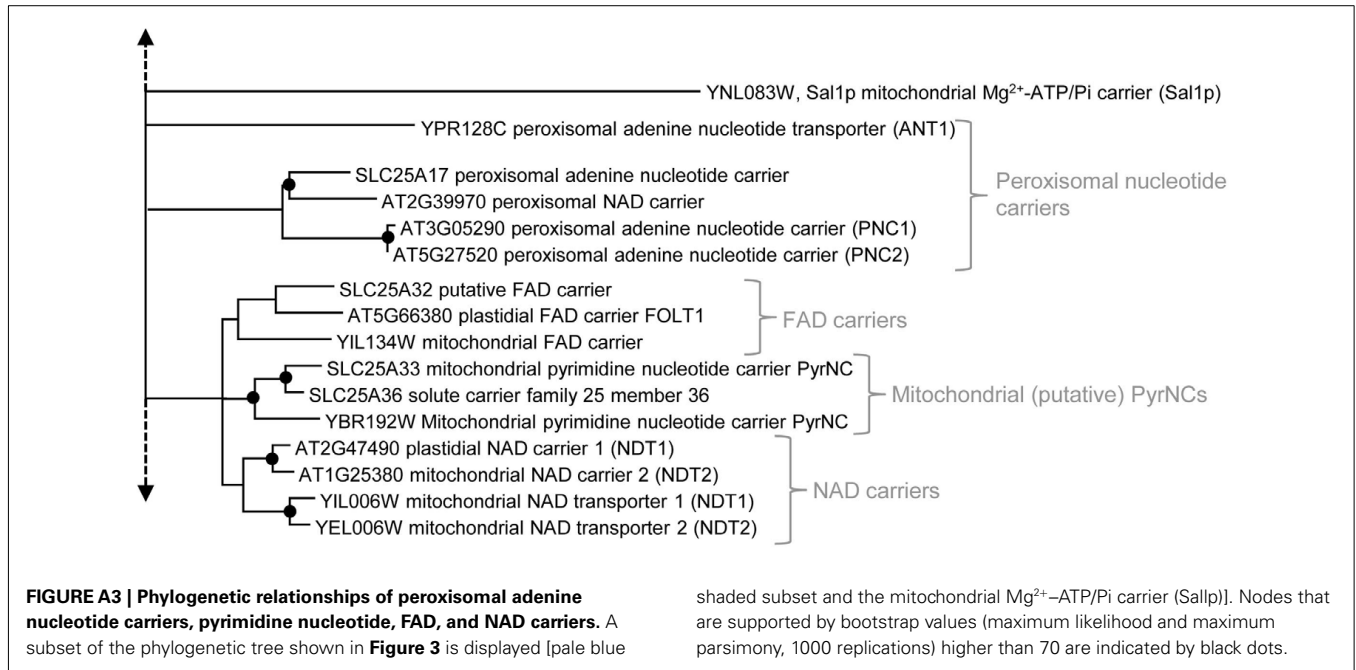 YNL083W, Sal1p mitochondrial Mg²⁺-ATP/Pi carrier (Sal1p)
YPR128C peroxisomal adenine nucleotide transporter (ANT1)
SLC25A17 peroxisomal adenine nucleotide carrier
AT2G39970 peroxisomal NAD carrier
AT3G05290 peroxisomal adenine nucleotide carrier (PNC1)
AT5G27520 peroxisomal adenine nucleotide carrier (PNC2)
Peroxisomal nucleotide
carriers
SLC25A32 putative FAD carrier
AT5G66380 plastidial FAD carrier FOLT1
YIL134W mitochondrial FAD carrier
FAD carriers
SLC25A33 mitochondrial pyrimidine nucleotide carrier PyrNC
SLC25A36 solute carrier family 25 member 36
YBR192W Mitochondrial pyrimidine nucleotide carrier PyrNC
Mitochondrial (putative) PyrNCs
AT2G47490 plastidial NAD carrier 1 (NDT1)
AT1G25380 mitochondrial NAD carrier 2 (NDT2)
YIL006W mitochondrial NAD transporter 1 (NDT1)
YEL006W mitochondrial NAD transporter 2 (NDT2)
NAD carriers
FIGURE A3 | Phylogenetic relationships of peroxisomal adenine
nucleotide carriers, pyrimidine nucleotide, FAD, and NAD carriers. A
subset of the phylogenetic tree shown in Figure 3 is displayed [pale blue
shaded subset and the mitochondrial Mg²⁺–ATP/Pi carrier (Sallp)]. Nodes that
are supported by bootstrap values (maximum likelihood and maximum
parsimony, 1000 replications) higher than 70 are indicated by black dots.